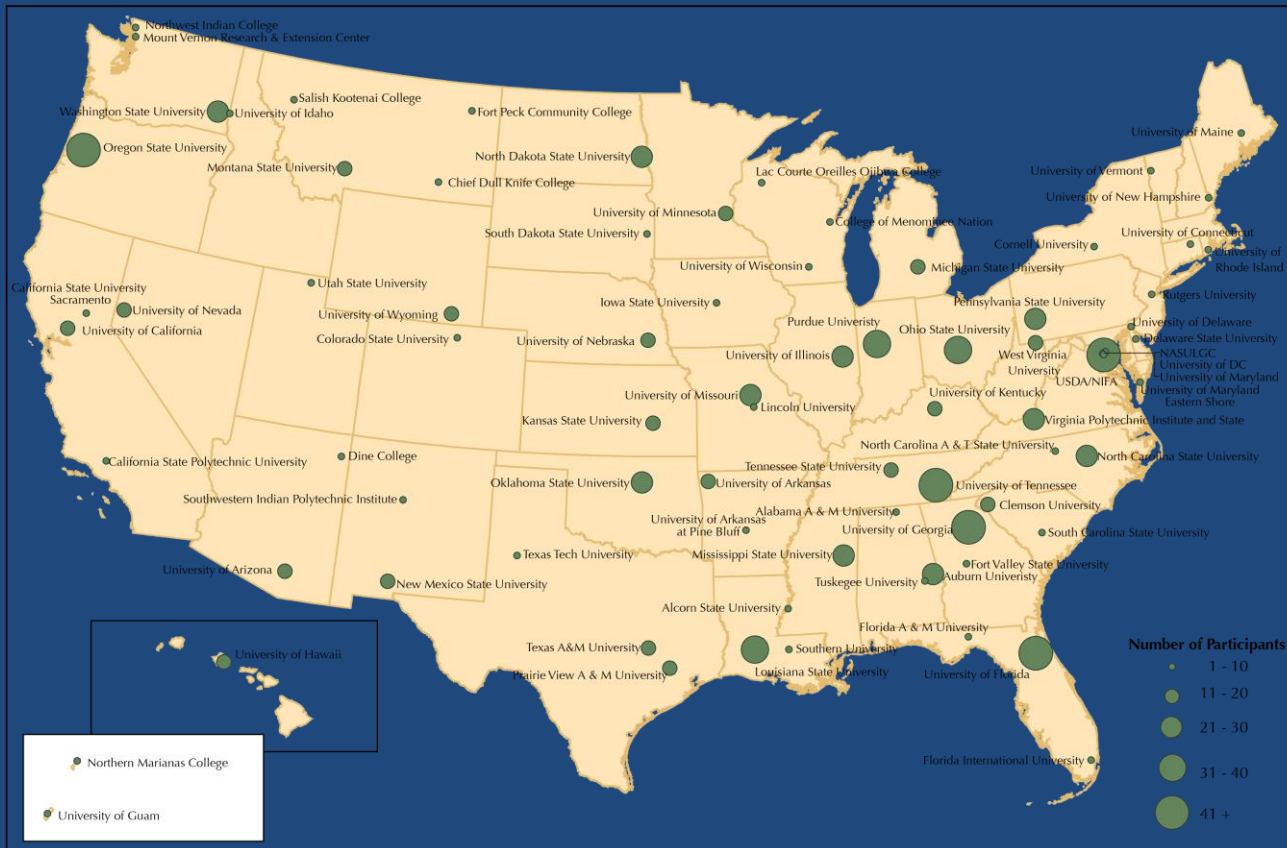 Northwest Indian College
Mount Vernon Research & Extension Center
Salish Kootenai College
Washington State University
University of Idaho
Fort Peck Community College
University of Maine
Oregon State University
North Dakota State University
Montana State University
Lac Courte Oreilles Ojibwa College
University of Vermont
Chief Dull Knife College
University of New Hampshire
University of Minnesota
College of Menominee Nation
South Dakota State University
University of Connecticut
Cornell University
University of
Rhode Island
University of Wisconsin
Michigan State University
Utah State University
California State University
Sacramento
Rutgers University
Iowa State University
Pennsylvania State University
University of Nevada
University of Wyoming
Purdue Univeristy
University of California
Ohio State University
University of Delaware
Colorado State University
University of Nebraska
Delaware State University
University of Illinois
West Virginia
University
NASULGC
University of DC
University of Maryland
USDA/NIFA
University of Maryland
Eastern Shore
University of Missouri
University of Kentucky
Lincoln University
Kansas State University
Virginia Polytechnic Institute and State
North Carolina A & T State University
California State Polytechnic University
Dine College
North Carolina State University
Tennessee State University
Oklahoma State University
University of Arkansas
University of Tennessee
Southwestern Indian Polytechnic Institute
Clemson University
Alabama A & M University
University of Arkansas
at Pine Bluff
University of Georgia
South Carolina State University
Texas Tech University
Mississippi State University
Fort Valley State University
University of Arizona
New Mexico State University
Tuskegee University
Auburn Univeristy
Alcorn State University
Florida A & M University
Number of Participants
University of Hawaii
Texas A&M University
Southern University
1 - 10
Prairie View A & M University
Louisiana State University
University of Florida
11 - 20
21 - 30
Northern Marianas College
Florida International University
31 - 40
University of Guam
41 +